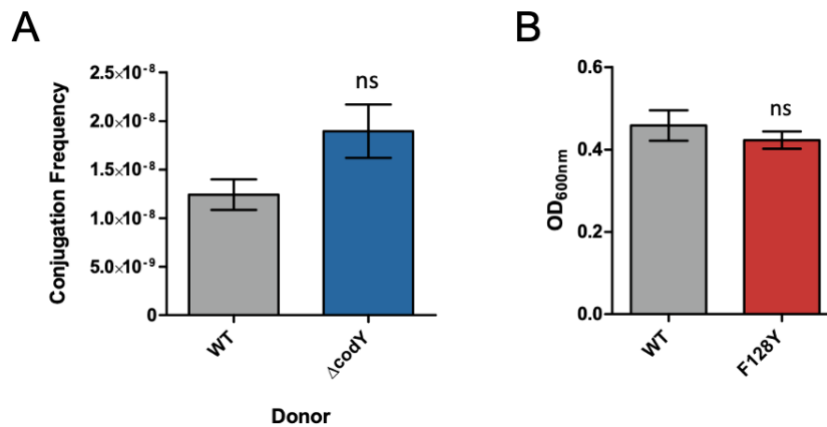 A
Conjugation Frequency
2.5×10⁻⁸
2.0×10⁻⁸
1.5×10⁻⁸
1.0×10⁻⁸
5.0×10⁻⁹
0
ns
WT
ΔcodY
Donor
B
OD₆₀₀ₙₘ
0.6
0.4
0.2
0.0
ns
WT
F128Y